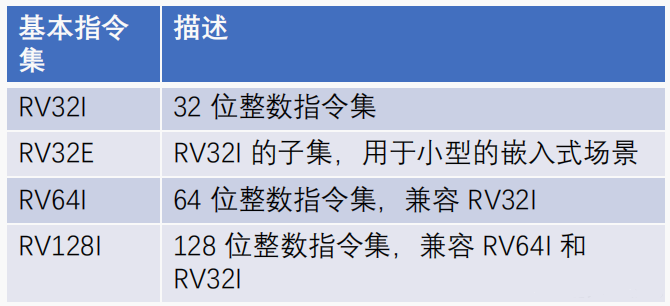 基本指令 描述
集
RV32I 32 位整数指令集
RV32E RV32I 的子集，用于小型的嵌入式场景
RV64I 64 位整数指令集，兼容 RV32I
RV128I 128 位整数指令集，兼容 RV64I 和
RV32I